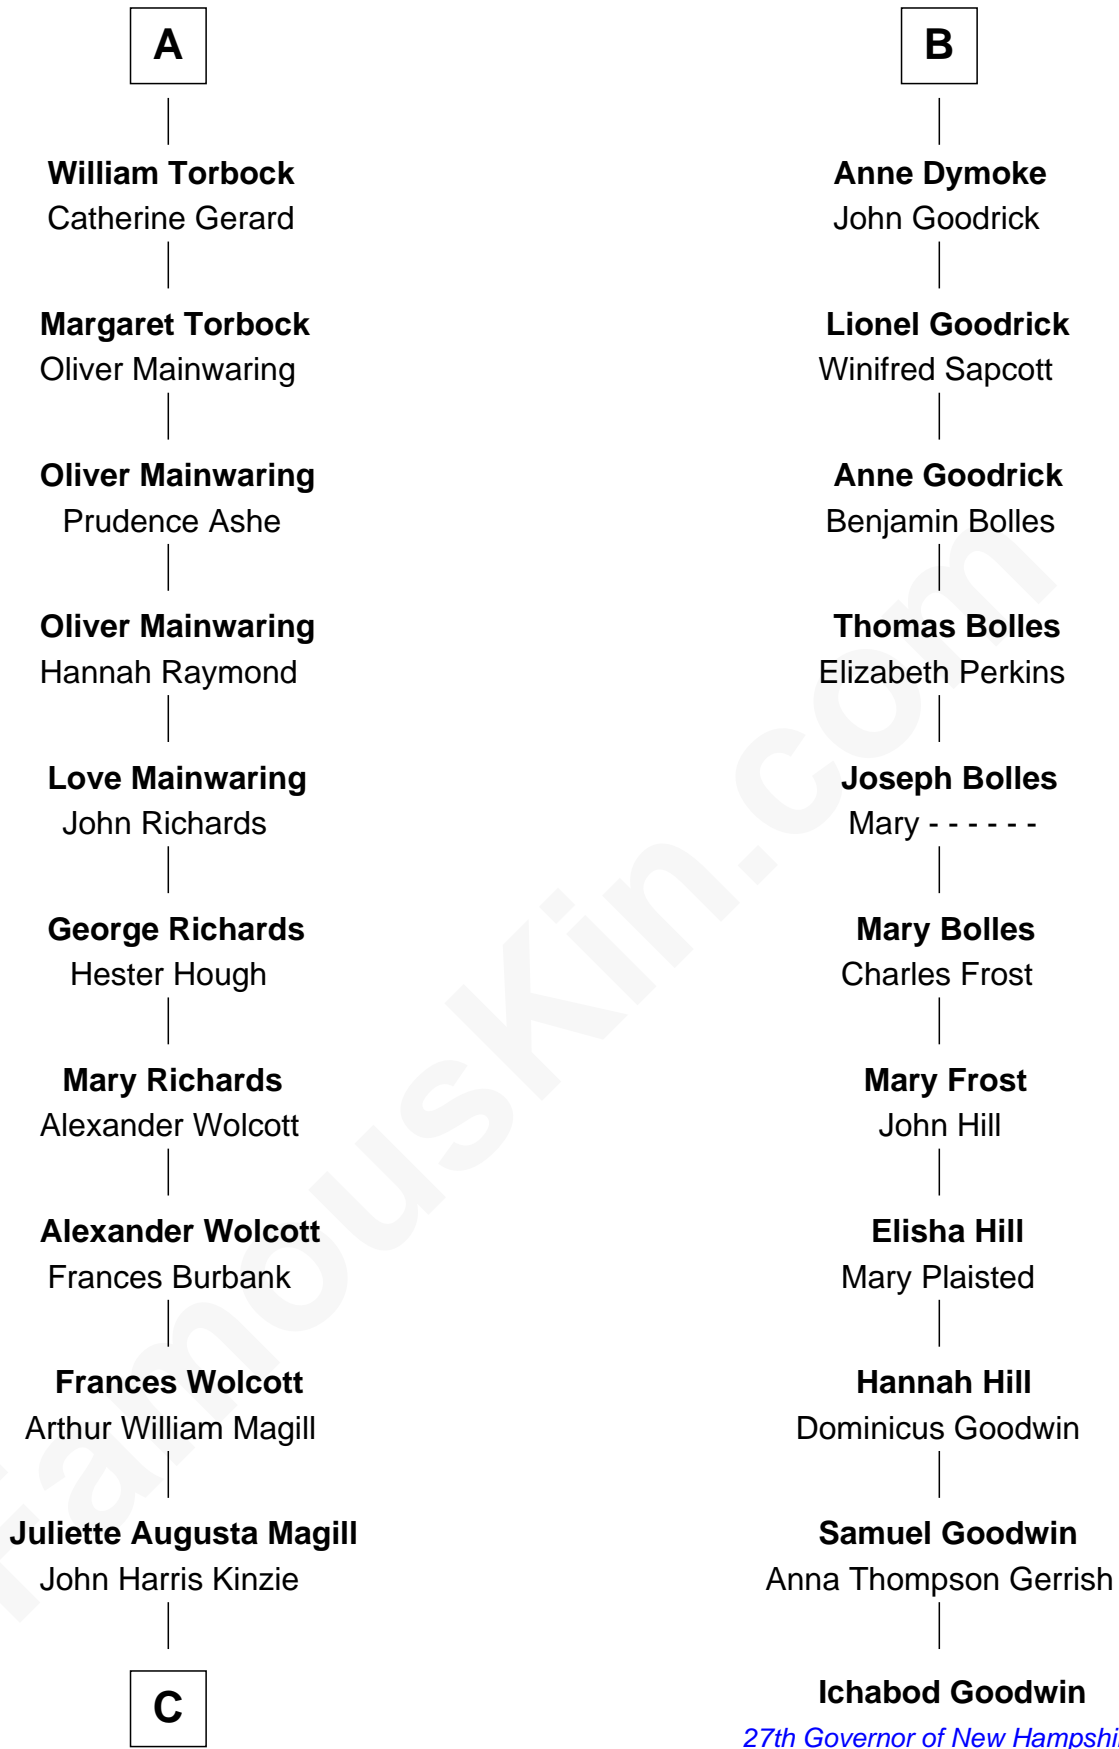 A
William Torbock
Catherine Gerard
Margaret Torbock
Oliver Mainwaring
Oliver Mainwaring
Prudence Ashe
Oliver Mainwaring
Hannah Raymond
Love Mainwaring
John Richards
George Richards
Hester Hough
Mary Richards
Alexander Wolcott
Alexander Wolcott
Frances Burbank
Frances Wolcott
Arthur William Magill
Juliette Augusta Magill
John Harris Kinzie
C
B
Anne Dymoke
John Goodrick
Lionel Goodrick
Winifred Sapcott
Anne Goodrick
Benjamin Bolles
Thomas Bolles
Elizabeth Perkins
Joseph Bolles
Mary - - - - - -
Mary Bolles
Charles Frost
Mary Frost
John Hill
Elisha Hill
Mary Plaisted
Hannah Hill
Dominicus Goodwin
Samuel Goodwin
Anna Thompson Gerrish
Ichabod Goodwin
27th Governor of New Hampshi
FamousKin.com